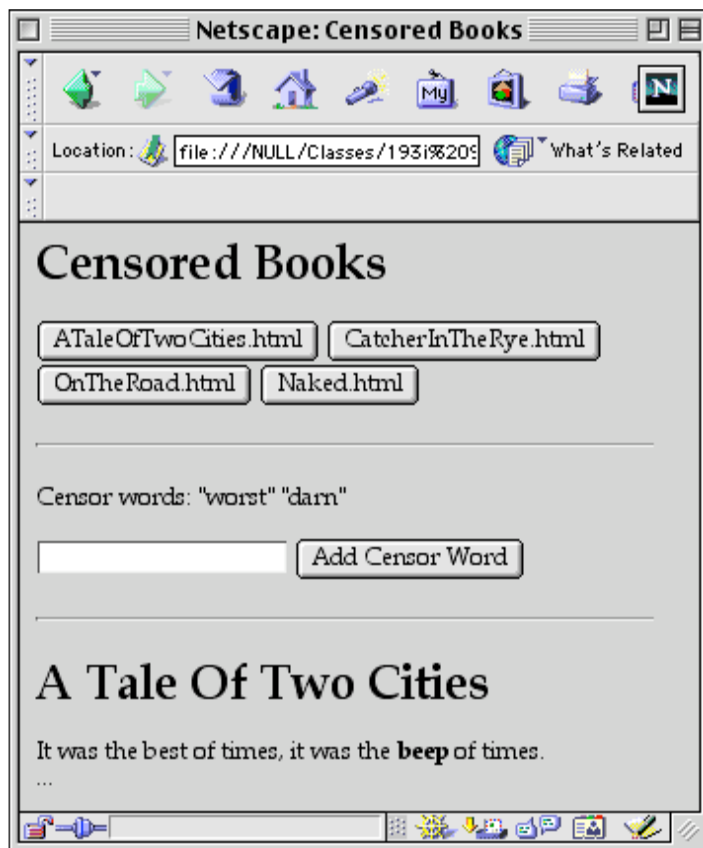 Netscape: Censored Books
My
N
Location: file:///NULL/Classes/193i%209 What's Related
Censored Books
ATaleOfTwoCities.html CatcherInTheRye.html
OnTheRoad.html Naked.html
Censor words: "worst" "darn"
Add Censor Word
A Tale Of Two Cities
It was the best of times, it was the beep of times.
...